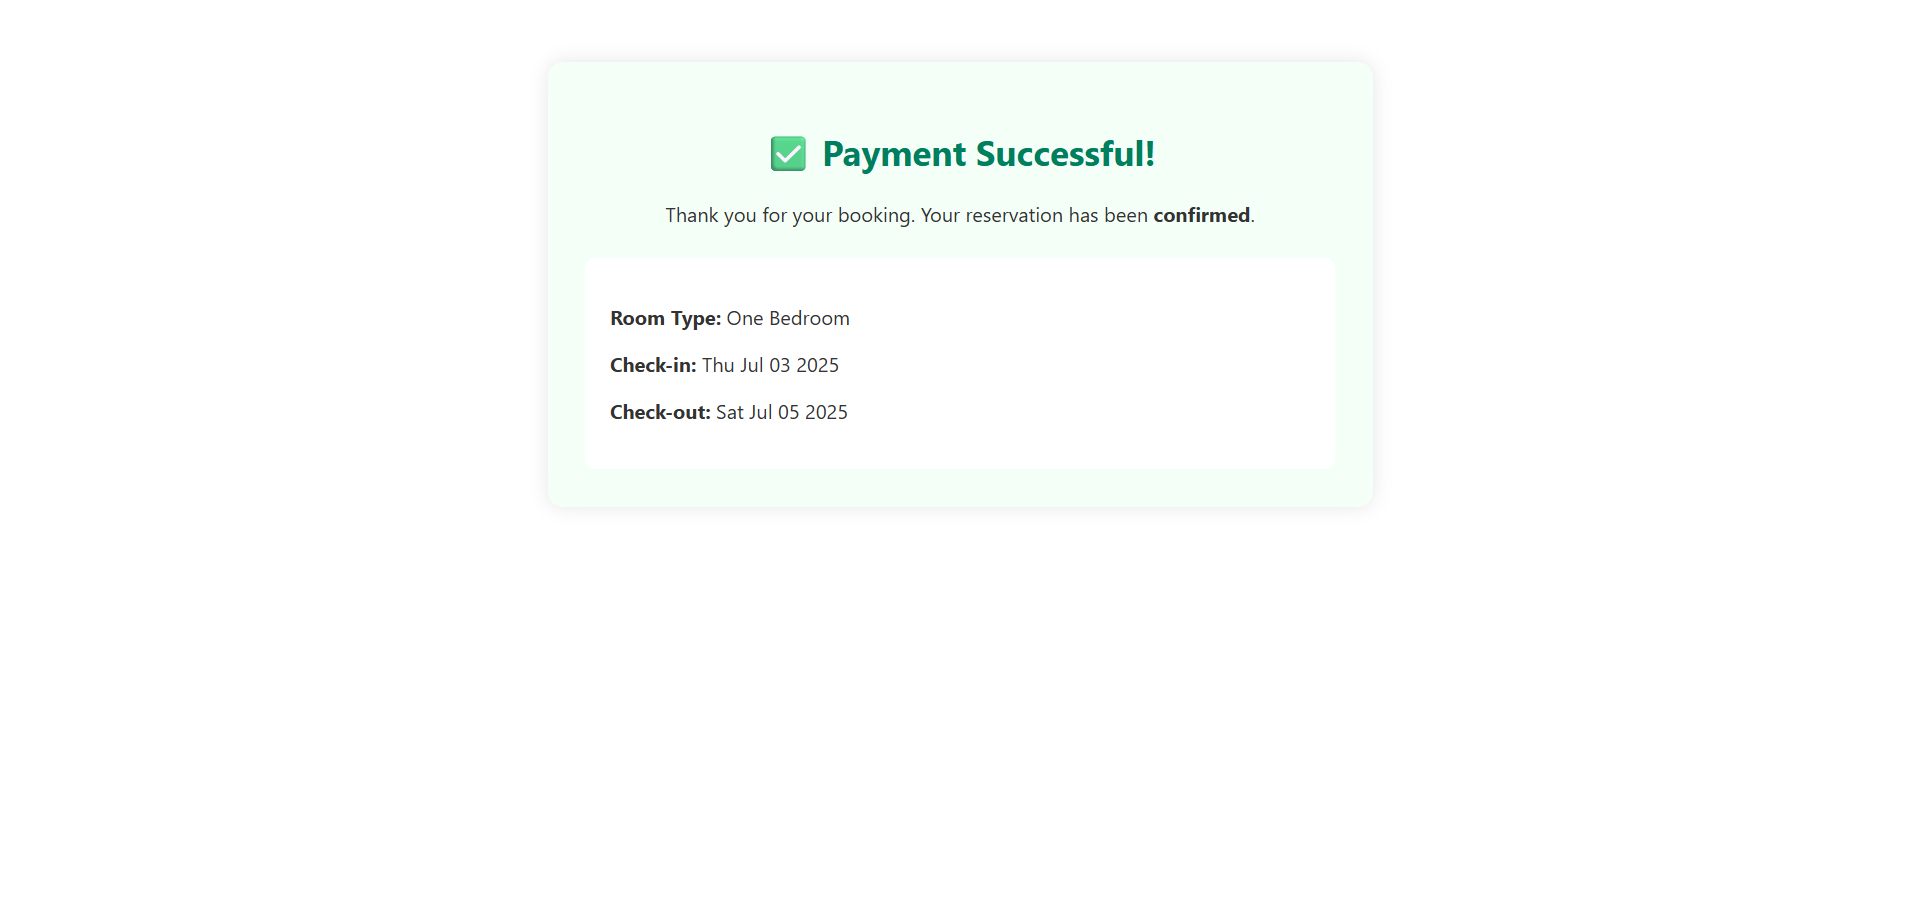 ✅ Payment Successful!
Thank you for your booking. Your reservation has been confirmed.
Room Type: One Bedroom
Check-in: Thu Jul 03 2025
Check-out: Sat Jul 05 2025